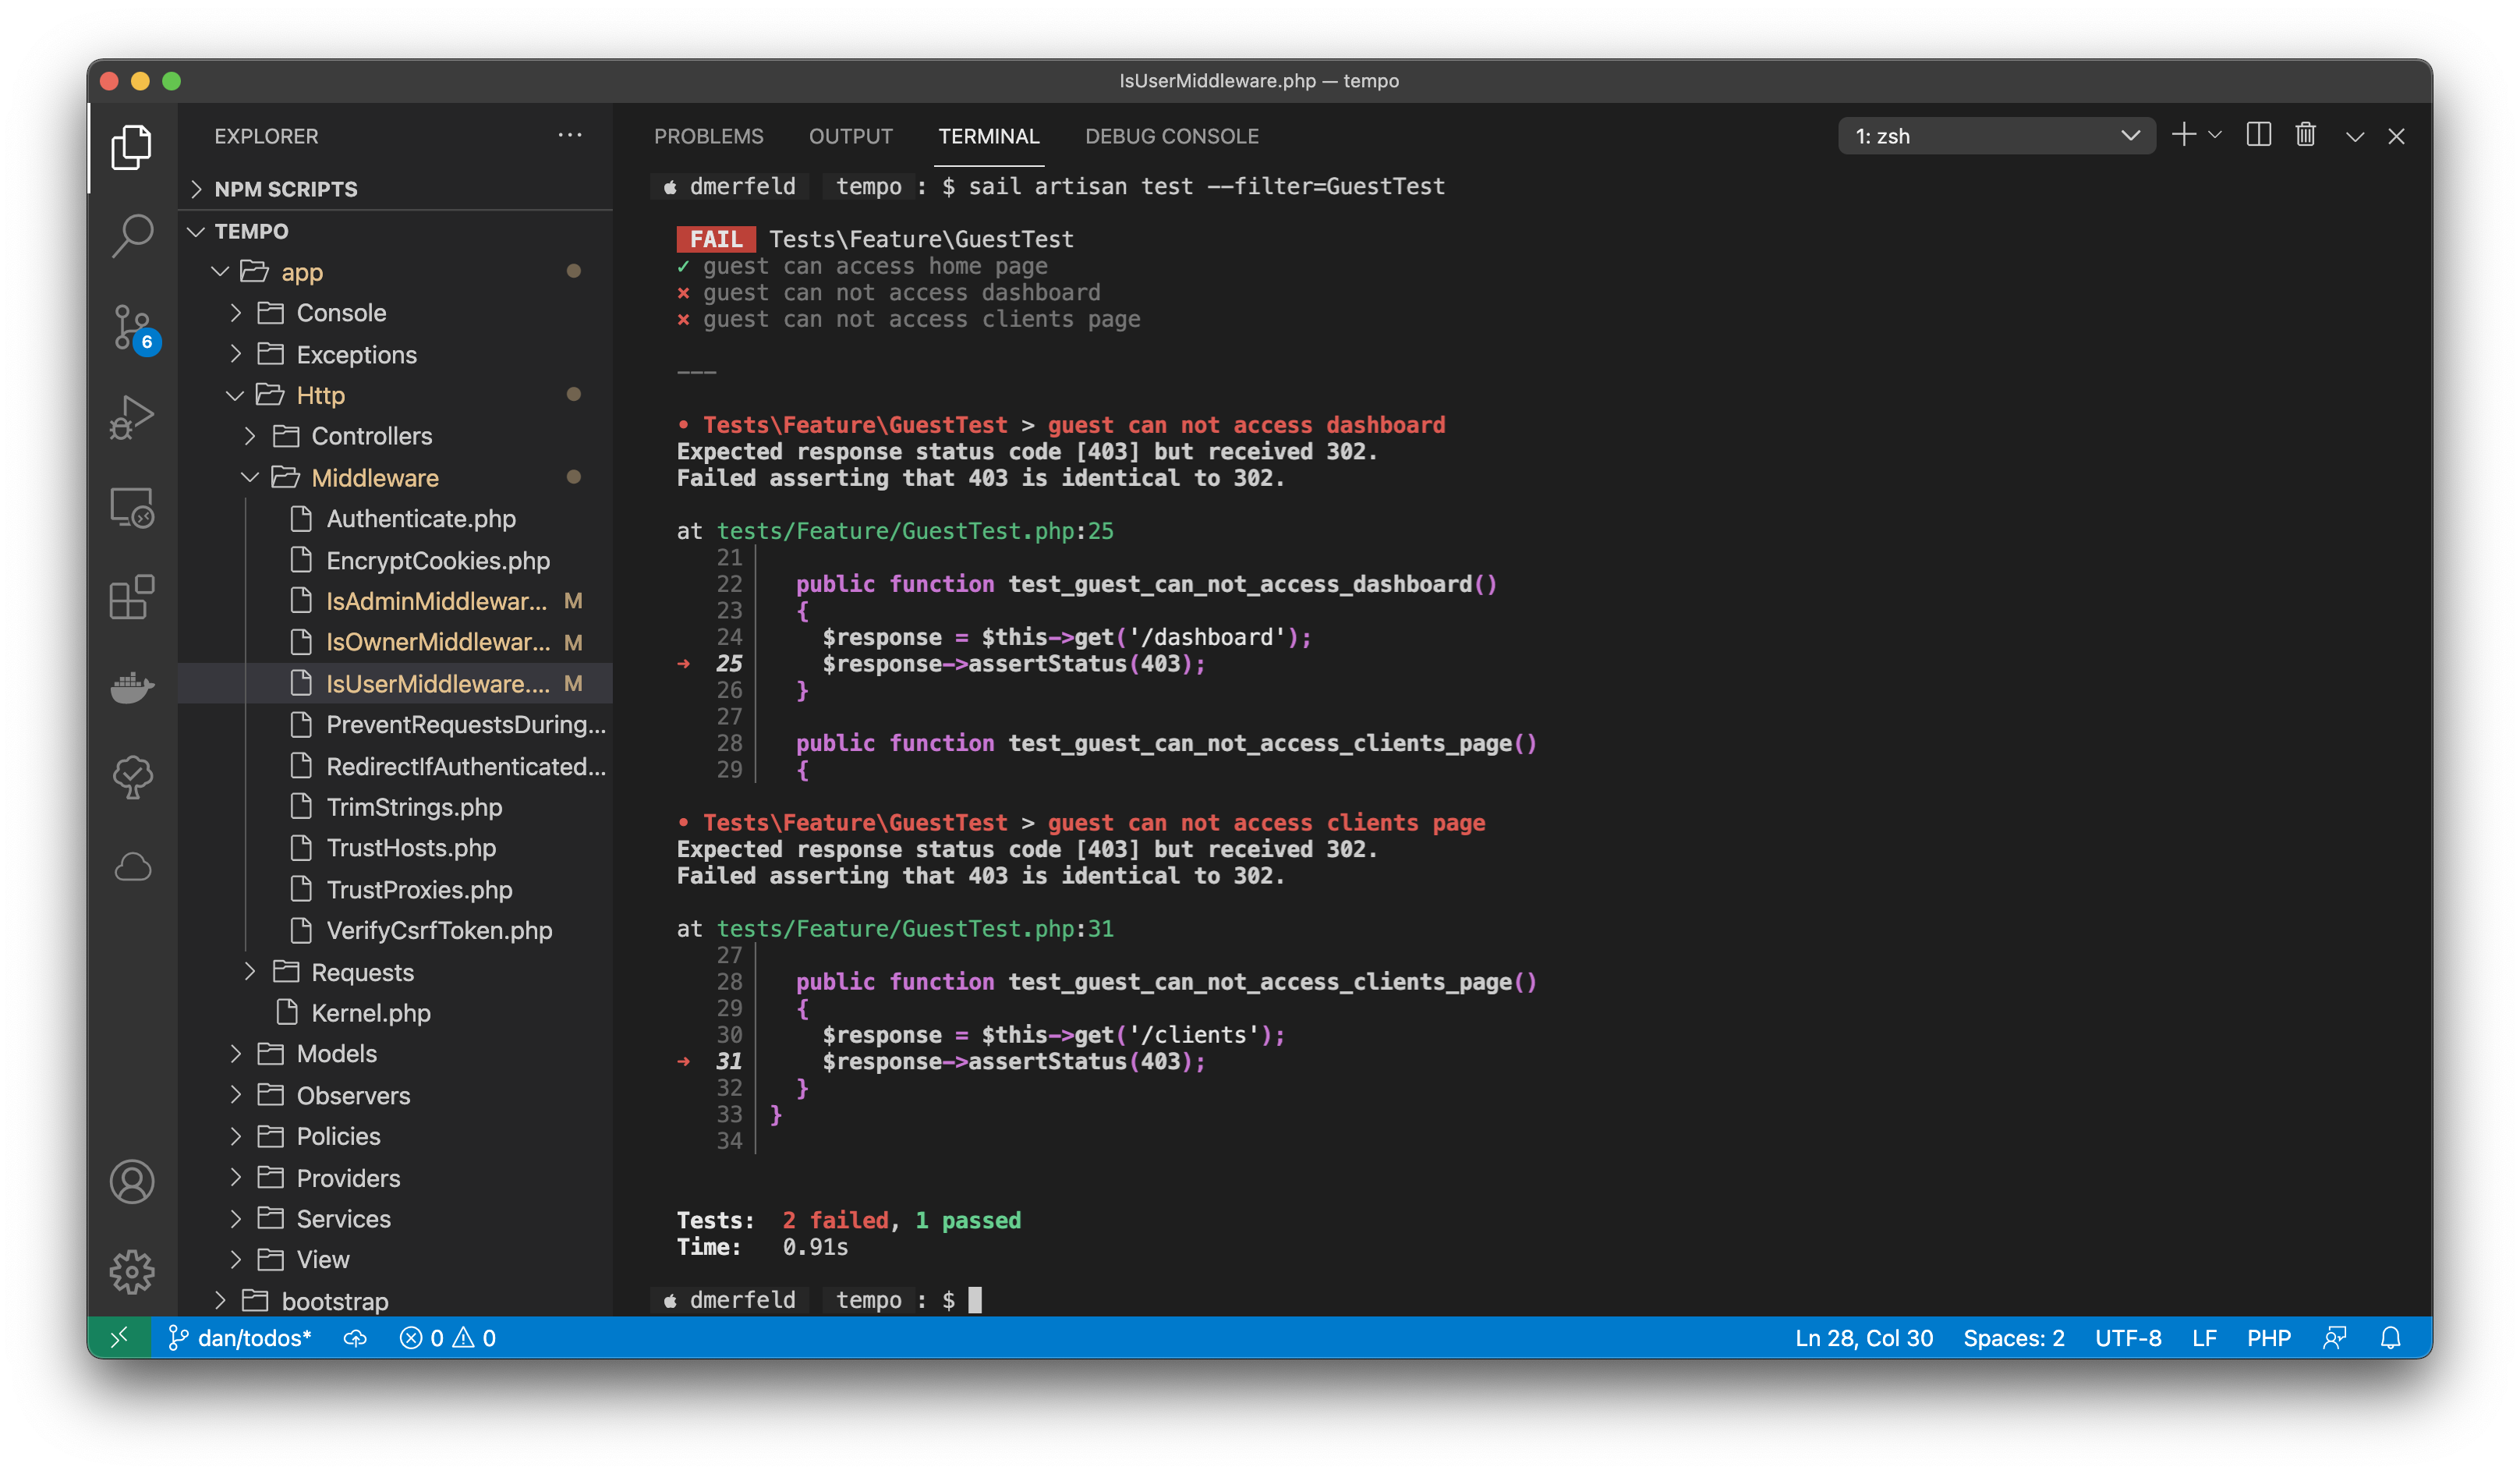 IsUserMiddleware.php — tempo
EXPLORER
NPM SCRIPTS
TEMPO
app
Console
Exceptions
Http
Controllers
Middleware
Authenticate.php
EncryptCookies.php
IsAdminMiddlewar... M
IsOwnerMiddlewar... M
IsUserMiddleware.... M
PreventRequestsDuring...
RedirectIfAuthenticated...
TrimStrings.php
TrustHosts.php
TrustProxies.php
VerifyCsrfToken.php
Requests
Kernel.php
Models
Observers
Policies
Providers
Services
View
bootstrap
6
PROBLEMS OUTPUT TERMINAL DEBUG CONSOLE
1: zsh
dmerfeld tempo : $ sail artisan test --filter=GuestTest
FAIL Tests\Feature\GuestTest
✓ guest can access home page
⨯ guest can not access dashboard
⨯ guest can not access clients page
---
• Tests\Feature\GuestTest > guest can not access dashboard
Expected response status code [403] but received 302.
Failed asserting that 403 is identical to 302.
at tests/Feature/GuestTest.php:25
21
22 public function test_guest_can_not_access_dashboard()
23 {
24 $response = $this->get('/dashboard');
➜ 25 $response->assertStatus(403);
26 }
27
28 public function test_guest_can_not_access_clients_page()
29 {
• Tests\Feature\GuestTest > guest can not access clients page
Expected response status code [403] but received 302.
Failed asserting that 403 is identical to 302.
at tests/Feature/GuestTest.php:31
27
28 public function test_guest_can_not_access_clients_page()
29 {
30 $response = $this->get('/clients');
➜ 31 $response->assertStatus(403);
32 }
33 }
34
Tests: 2 failed, 1 passed
Time: 0.91s
dmerfeld tempo : $
dan/todos* 0 0 Ln 28, Col 30 Spaces: 2 UTF-8 LF PHP